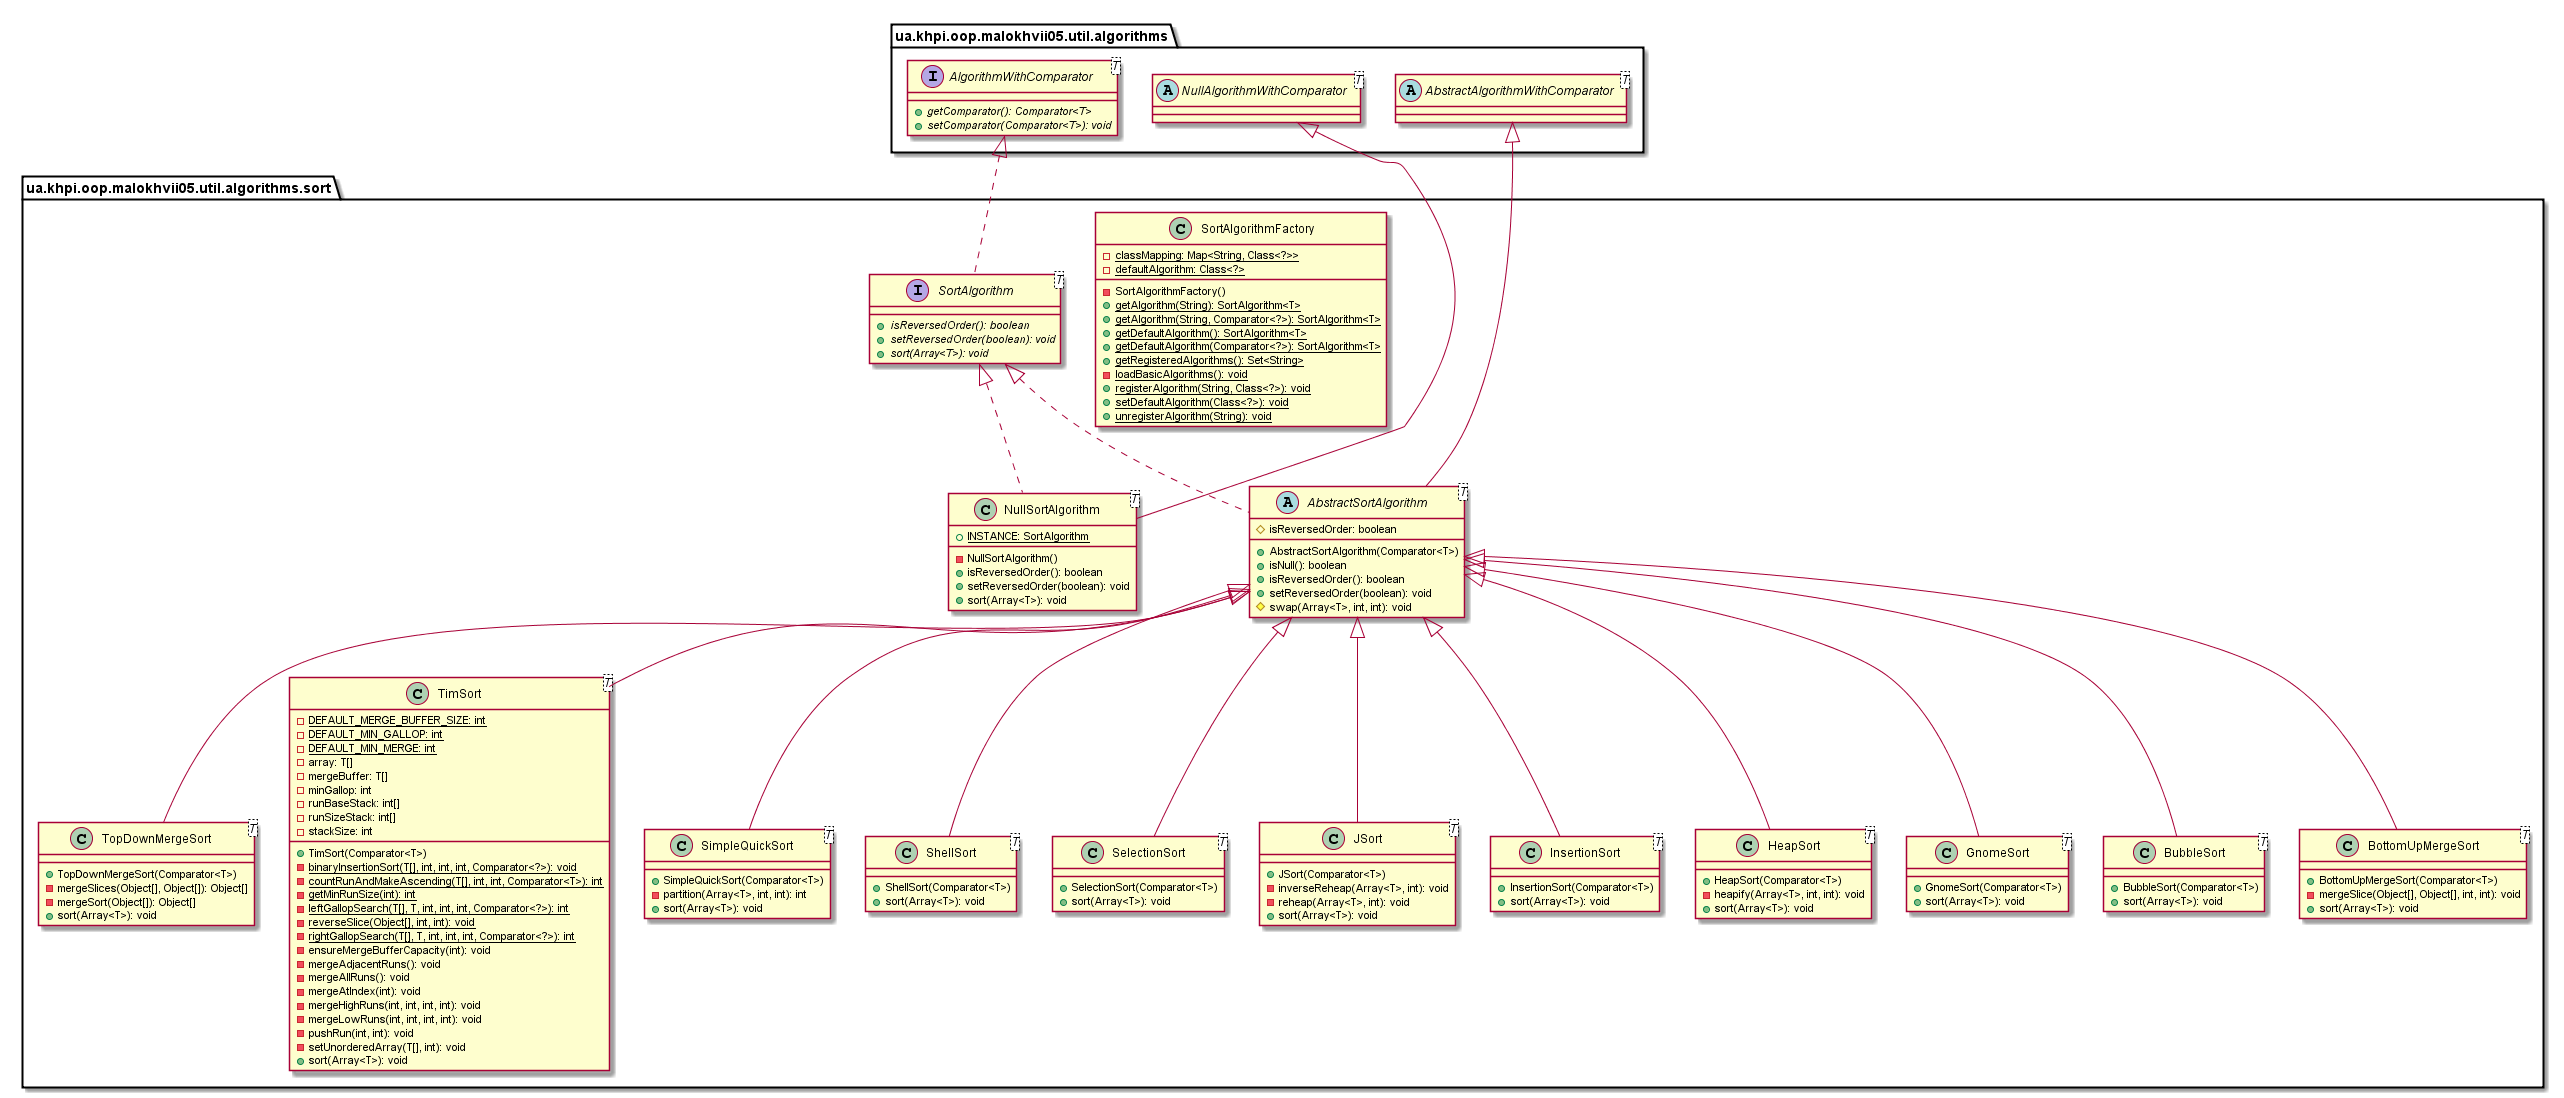 ua.khpi.oop.malokhvii05.util.algorithms
I AlgorithmWithComparator T
getComparator(): Comparator<T>
setComparator(Comparator<T>): void
A NullAlgorithmWithComparator T
A AbstractAlgorithmWithComparator T
ua.khpi.oop.malokhvii05.util.algorithms.sort
C SortAlgorithmFactory
classMapping: Map<String, Class<?>>
defaultAlgorithm: Class<?>
SortAlgorithmFactory()
getAlgorithm(String): SortAlgorithm<T>
getAlgorithm(String, Comparator<?>): SortAlgorithm<T>
getDefaultAlgorithm(): SortAlgorithm<T>
getDefaultAlgorithm(Comparator<?>): SortAlgorithm<T>
getRegisteredAlgorithms(): Set<String>
loadBasicAlgorithms(): void
registerAlgorithm(String, Class<?>): void
setDefaultAlgorithm(Class<?>): void
unregisterAlgorithm(String): void
I SortAlgorithm T
isReversedOrder(): boolean
setReversedOrder(boolean): void
sort(Array<T>): void
C NullSortAlgorithm T
INSTANCE: SortAlgorithm
NullSortAlgorithm()
isReversedOrder(): boolean
setReversedOrder(boolean): void
sort(Array<T>): void
A AbstractSortAlgorithm T
isReversedOrder: boolean
AbstractSortAlgorithm(Comparator<T>)
isNull(): boolean
isReversedOrder(): boolean
setReversedOrder(boolean): void
swap(Array<T>, int, int): void
C TopDownMergeSort T
TopDownMergeSort(Comparator<T>)
mergeSlices(Object[], Object[]): Object[]
mergeSort(Object[]): Object[]
sort(Array<T>): void
C TimSort T
DEFAULT_MERGE_BUFFER_SIZE: int
DEFAULT_MIN_GALLOP: int
DEFAULT_MIN_MERGE: int
array: T[]
mergeBuffer: T[]
minGallop: int
runBaseStack: int[]
runSizeStack: int[]
stackSize: int
TimSort(Comparator<T>)
binaryInsertionSort(T[], int, int, int, Comparator<?>): void
countRunAndMakeAscending(T[], int, int, Comparator<T>): int
getMinRunSize(int): int
leftGallopSearch(T[], T, int, int, int, Comparator<?>): int
reverseSlice(Object[], int, int): void
rightGallopSearch(T[], T, int, int, int, Comparator<?>): int
ensureMergeBufferCapacity(int): void
mergeAdjacentRuns(): void
mergeAllRuns(): void
mergeAtIndex(int): void
mergeHighRuns(int, int, int, int): void
mergeLowRuns(int, int, int, int): void
pushRun(int, int): void
setUnorderedArray(T[], int): void
sort(Array<T>): void
C SimpleQuickSort T
SimpleQuickSort(Comparator<T>)
partition(Array<T>, int, int): int
sort(Array<T>): void
C ShellSort T
ShellSort(Comparator<T>)
sort(Array<T>): void
C SelectionSort T
SelectionSort(Comparator<T>)
sort(Array<T>): void
C JSort T
JSort(Comparator<T>)
inverseReheap(Array<T>, int): void
reheap(Array<T>, int): void
sort(Array<T>): void
C InsertionSort T
InsertionSort(Comparator<T>)
sort(Array<T>): void
C HeapSort T
HeapSort(Comparator<T>)
heapify(Array<T>, int, int): void
sort(Array<T>): void
C GnomeSort T
GnomeSort(Comparator<T>)
sort(Array<T>): void
C BubbleSort T
BubbleSort(Comparator<T>)
sort(Array<T>): void
C BottomUpMergeSort T
BottomUpMergeSort(Comparator<T>)
mergeSlice(Object[], Object[], int, int): void
sort(Array<T>): void